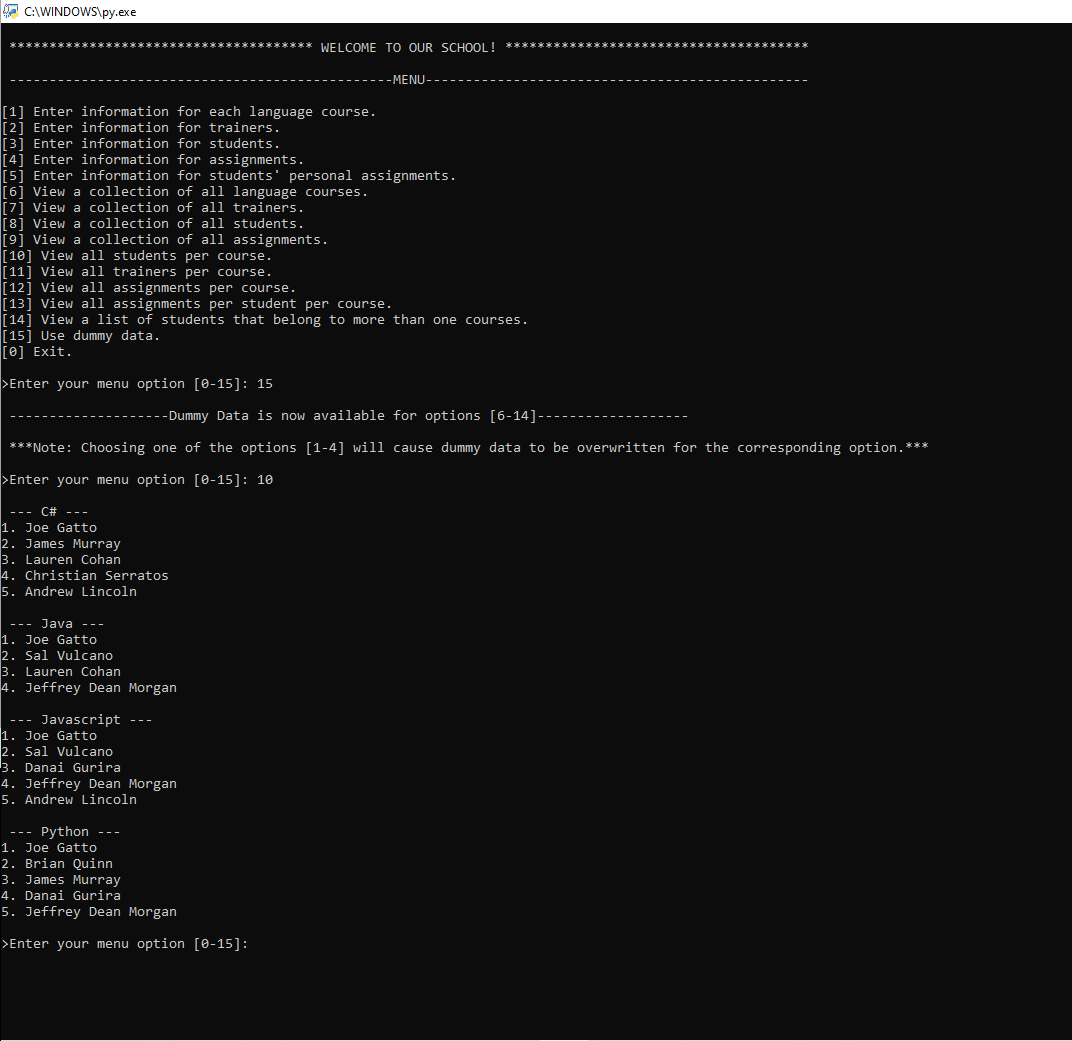 C:\WINDOWS\py.exe
************************************** WELCOME TO OUR SCHOOL! **************************************
------------------------------------------------MENU------------------------------------------------
[1] Enter information for each language course.
[2] Enter information for trainers.
[3] Enter information for students.
[4] Enter information for assignments.
[5] Enter information for students' personal assignments.
[6] View a collection of all language courses.
[7] View a collection of all trainers.
[8] View a collection of all students.
[9] View a collection of all assignments.
[10] View all students per course.
[11] View all trainers per course.
[12] View all assignments per course.
[13] View all assignments per student per course.
[14] View a list of students that belong to more than one courses.
[15] Use dummy data.
[0] Exit.
>Enter your menu option [0-15]: 15
--------------------Dummy Data is now available for options [6-14]-------------------
***Note: Choosing one of the options [1-4] will cause dummy data to be overwritten for the corresponding option.***
>Enter your menu option [0-15]: 10
--- C# ---
1. Joe Gatto
2. James Murray
3. Lauren Cohan
4. Christian Serratos
5. Andrew Lincoln
--- Java ---
1. Joe Gatto
2. Sal Vulcano
3. Lauren Cohan
4. Jeffrey Dean Morgan
--- Javascript ---
1. Joe Gatto
2. Sal Vulcano
3. Danai Gurira
4. Jeffrey Dean Morgan
5. Andrew Lincoln
--- Python ---
1. Joe Gatto
2. Brian Quinn
3. James Murray
4. Danai Gurira
5. Jeffrey Dean Morgan
>Enter your menu option [0-15]: